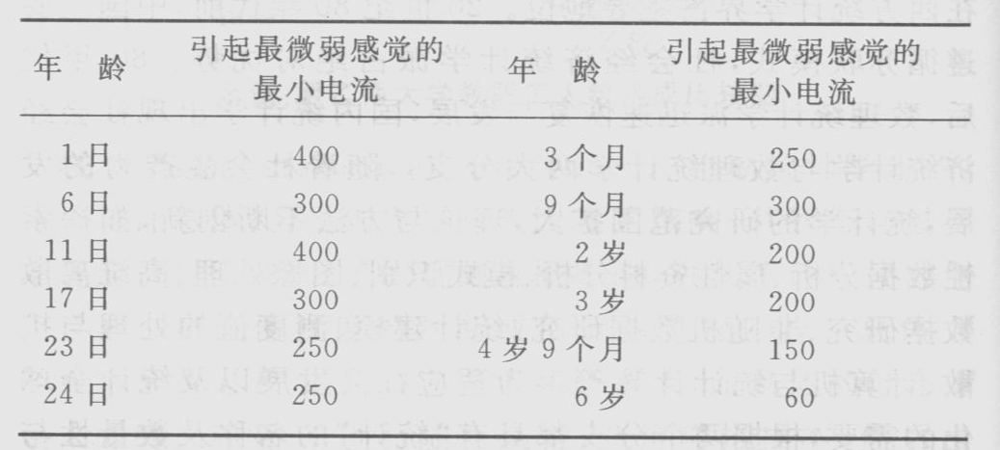 年 龄 引起最微弱感觉的最小电流 年 龄 引起最微弱感觉的最小电流
1日 400 3个月 250
6日 300 9个月 300
11日 400 2岁 200
17日 300 3岁 200
23日 250 4岁9个月 150
24日 250 6岁 60